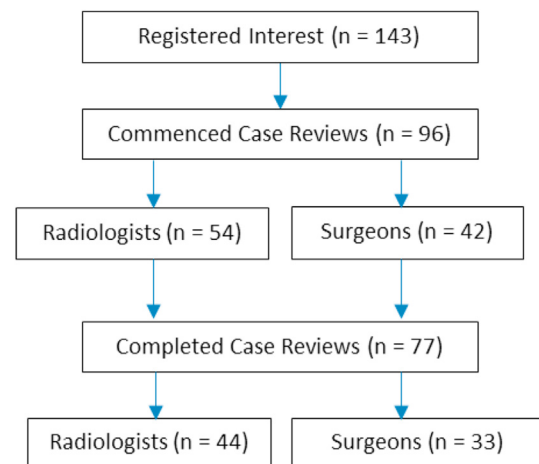 Registered Interest (n = 143)
Commenced Case Reviews (n = 96)
Radiologists (n = 54)
Surgeons (n = 42)
Completed Case Reviews (n = 77)
Radiologists (n = 44)
Surgeons (n = 33)